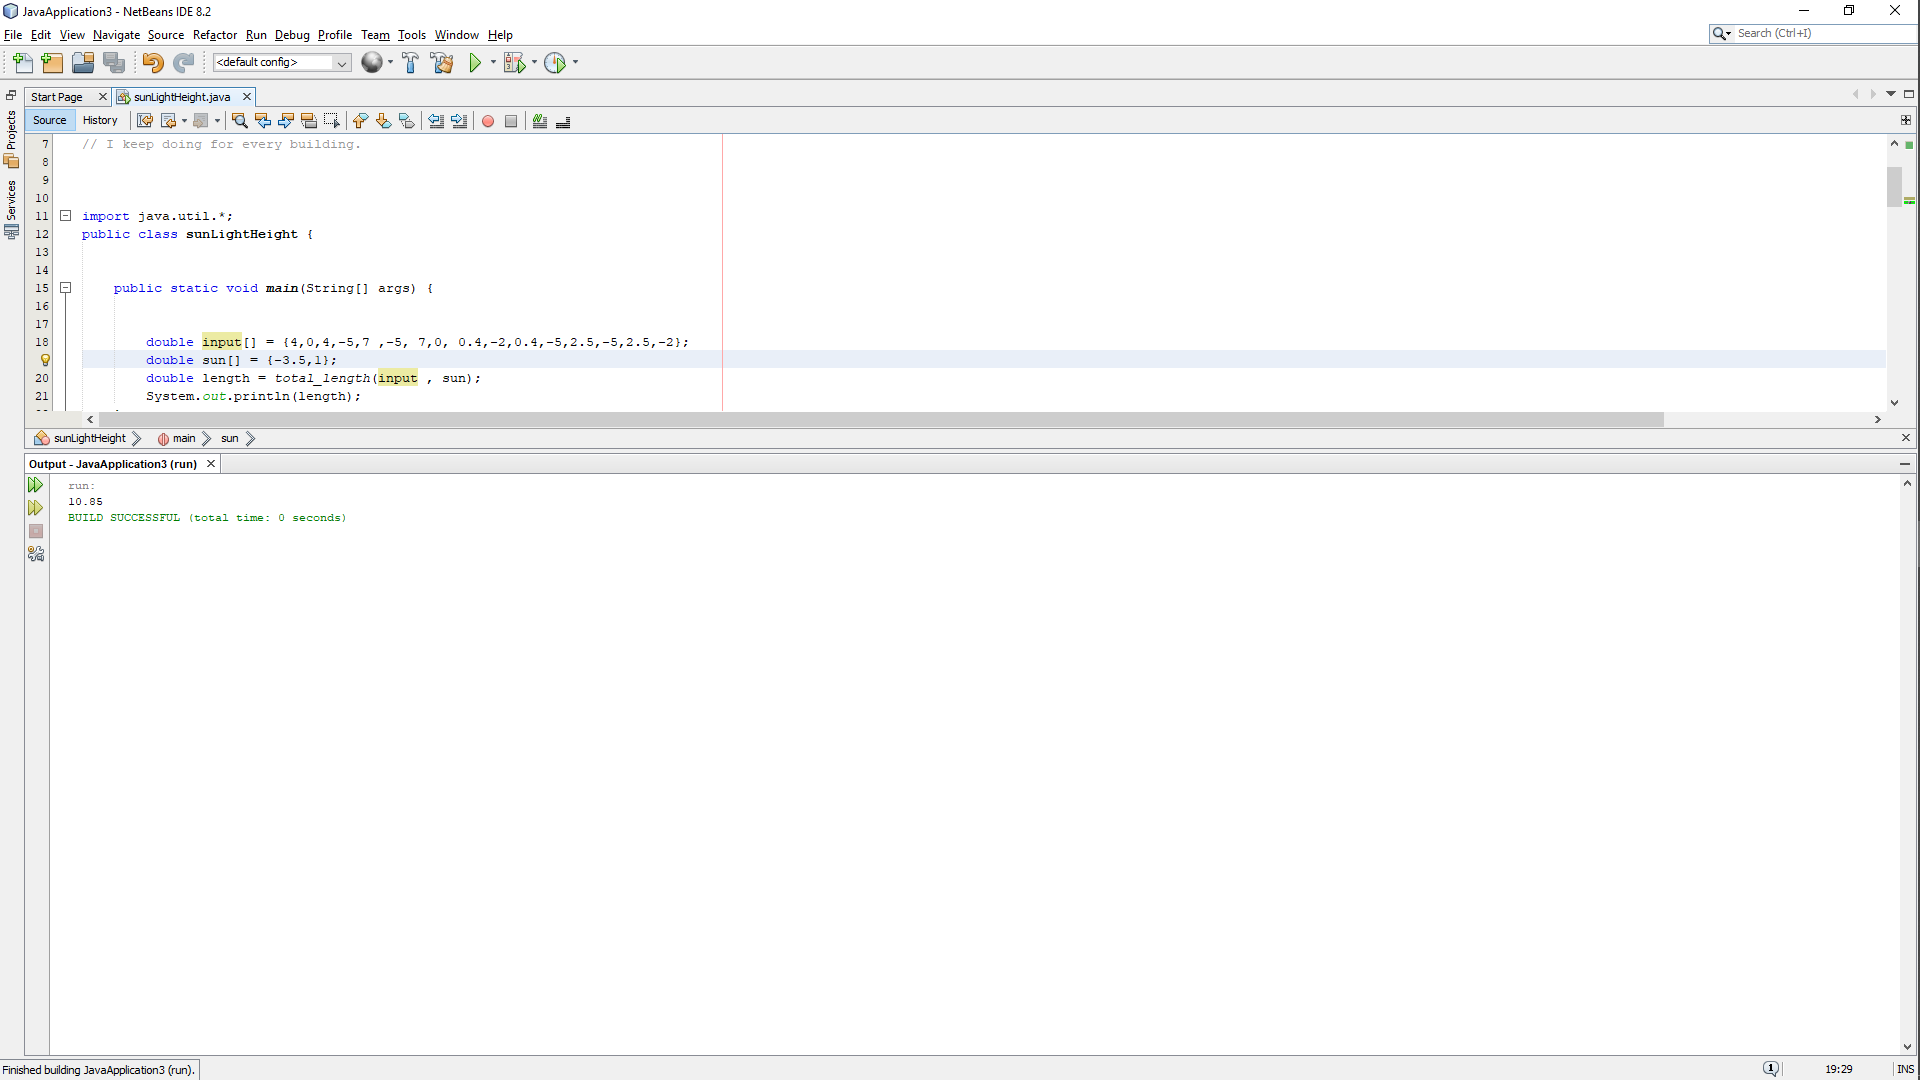 JavaApplication3 - NetBeans IDE 8.2
File Edit View Navigate Source Refactor Run Debug Profile Team Tools Window Help
Search (Ctrl+I)
<default config>
Start Page
sunLightHeight.java
Source History
Projects
Services
7 // I keep doing for every building.
8
9
10
11 import java.util.*;
12 public class sunLightHeight {
13
14
15 public static void main(String[] args) {
16
17
18 double input[] = {4,0,4,-5,7 ,-5, 7,0, 0.4,-2,0.4,-5,2.5,-5,2.5,-2};
double sun[] = {-3.5,1};
20 double length = total_length(input , sun);
21 System.out.println(length);
sunLightHeight main sun
Output - JavaApplication3 (run)
run:
10.85
BUILD SUCCESSFUL (total time: 0 seconds)
Finished building JavaApplication3 (run).
1
19:29
INS